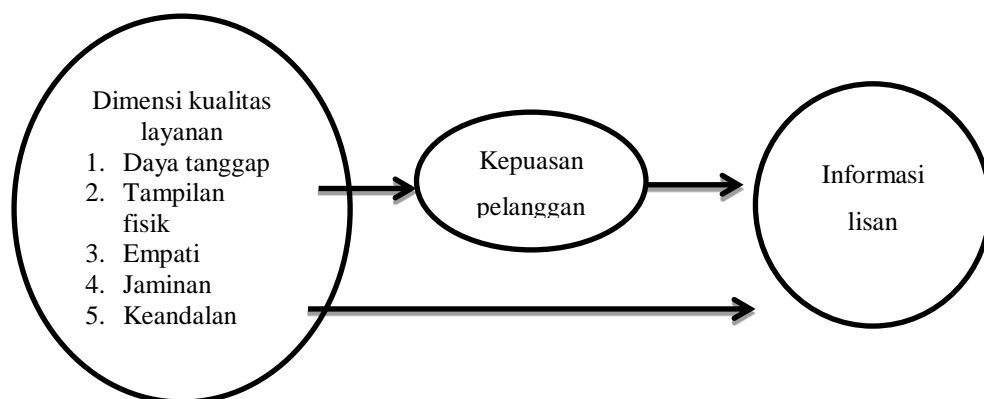 Dimensi kualitas
layanan
1. Daya tanggap
2. Tampilan
fisik
3. Empati
4. Jaminan
5. Keandalan
Kepuasan
pelanggan
Informasi
lisan